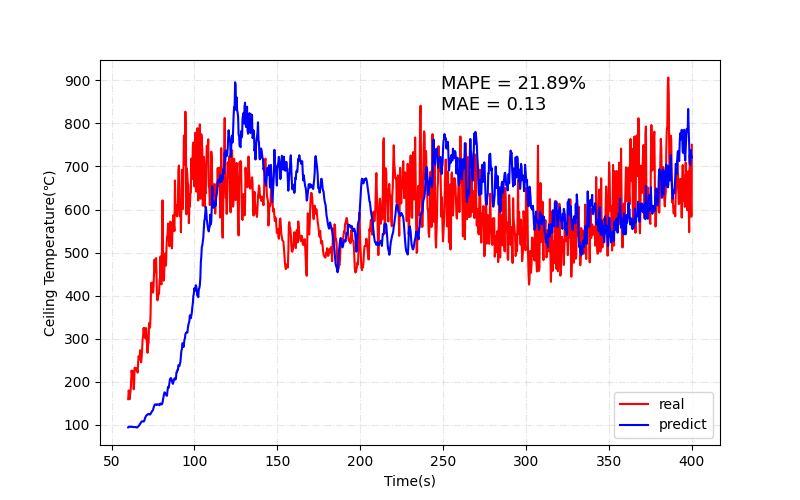 MAPE = 21.89%
MAE = 0.13
Ceiling Temperature(℃)
900
800
700
600
500
400
300
200
100
real
predict
50
100
150
200
250
300
350
400
Time(s)